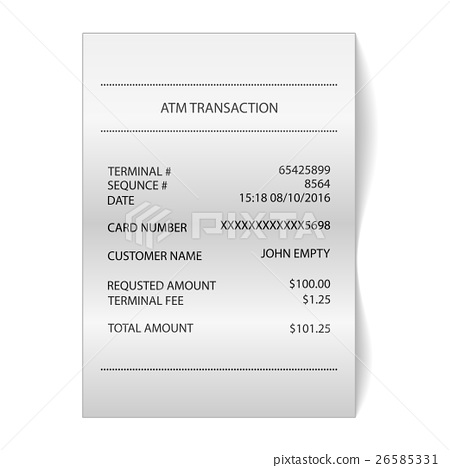 ATM TRANSACTION
TERMINAL # 65425899
SEQUNCE # 8564
DATE 15:18 08/10/2016
CARD NUMBER XXXXXXXXXXXX5698
CUSTOMER NAME JOHN EMPTY
REQUSTED AMOUNT $100.00
TERMINAL FEE $1.25
TOTAL AMOUNT $101.25
PIXTA
pixta.jp - 26585331